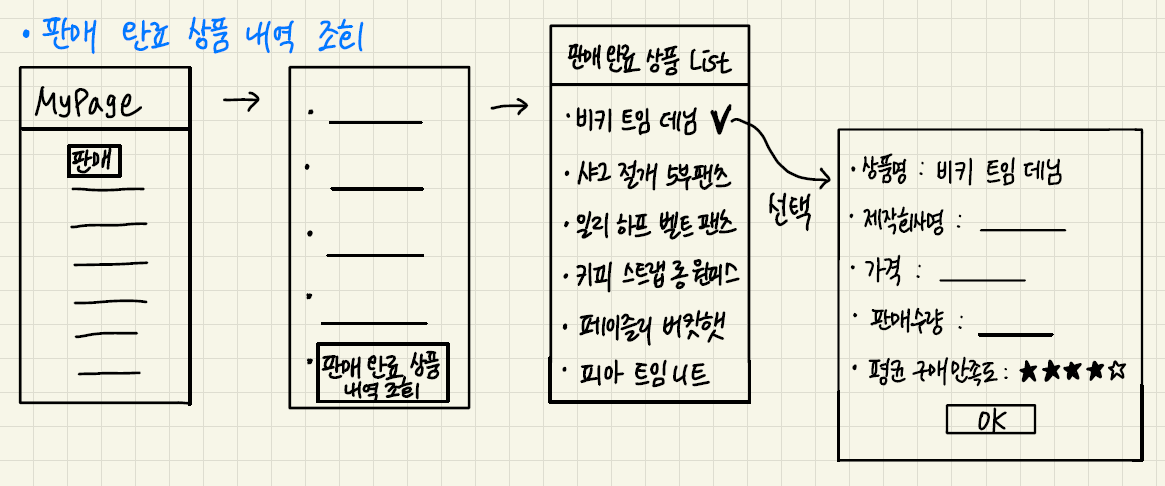 • 판매 완료 상품 내역 조회
MyPage
판매
판매 완료 상품
내역 조회
판매 완료 상품 List
• 비키 트임 데님
• 샤그 절개 5부팬츠
• 일리 하프 벨트 팬츠
• 키피 스트랩 롱 원피스
• 페이즐리 버킷햇
• 피아 트임 니트
선택
• 상품명 : 비키 트임 데님
• 제작회사명 :
• 가격 :
• 판매수량 :
• 평균 구매만족도 : ★★★★☆
OK